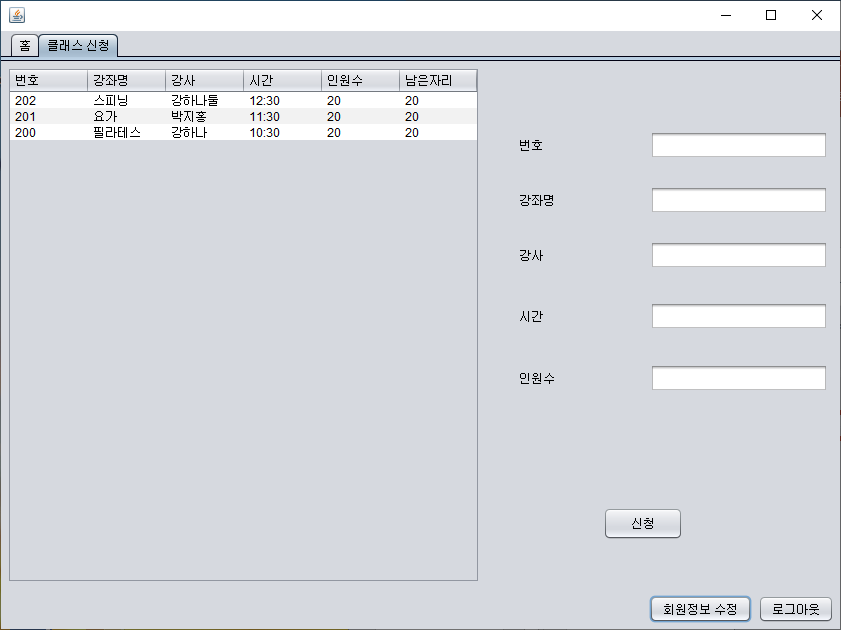 홈 클래스 신청
번호 강좌명 강사 시간 인원수 남은자리
202 스피닝 강하나둘 12:30 20 20
201 요가 박지홍 11:30 20 20
200 필라테스 강하나 10:30 20 20
번호
강좌명
강사
시간
인원수
신청
회원정보 수정 로그아웃